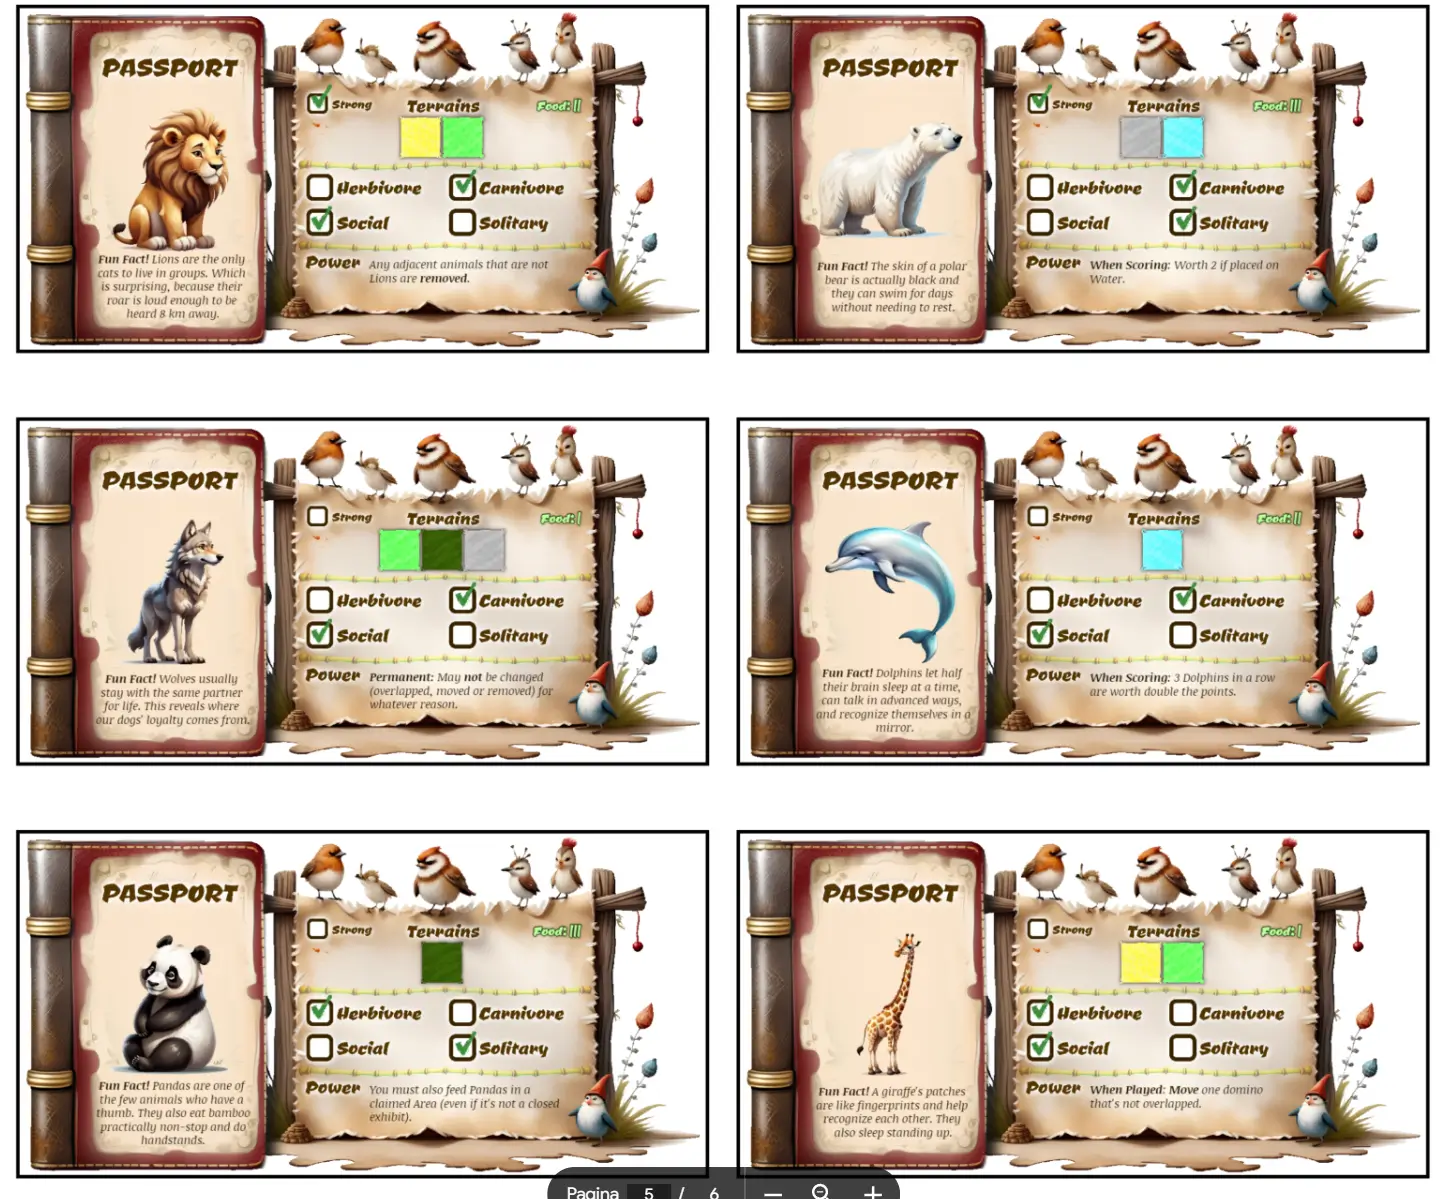 PASSPORT
Fun Fact! Lions are the only
cats to live in groups. Which
is surprising, because their
roar is loud enough to be
heard 8 km away.
Strong
Terrains
Food: ||
Herbivore
Carnivore
Social
Solitary
Power
Any adjacent animals that are not
Lions are removed.
PASSPORT
Fun Fact! The skin of a polar
bear is actually black and
they can swim for days
without needing to rest.
Strong
Terrains
Food: |||
Herbivore
Carnivore
Social
Solitary
Power
When Scoring: Worth 2 if placed on
Water.
PASSPORT
Fun Fact! Wolves usually
stay with the same partner
for life. This reveals where
our dogs' loyalty comes from.
Strong
Terrains
Food: |
Herbivore
Carnivore
Social
Solitary
Power
Permanent: May not be changed
(overlapped, moved or removed) for
whatever reason.
PASSPORT
Fun Fact! Dolphins let half
their brain sleep at a time,
can talk in advanced ways,
and recognize themselves in a
mirror.
Strong
Terrains
Food: ||
Herbivore
Carnivore
Social
Solitary
Power
When Scoring: 3 Dolphins in a row
are worth double the points.
PASSPORT
Fun Fact! Pandas are one of
the few animals who have a
thumb. They also eat bamboo
practically non-stop and do
handstands.
Strong
Terrains
Food: |||
Herbivore
Carnivore
Social
Solitary
Power
You must also feed Pandas in a
claimed Area (even if it's not a closed
exhibit).
PASSPORT
Fun Fact! A giraffe's patches
are like fingerprints and help
recognize each other. They
also sleep standing up.
Strong
Terrains
Food: |
Herbivore
Carnivore
Social
Solitary
Power
When Played: Move one domino
that's not overlapped.
Pagina 5 / 6